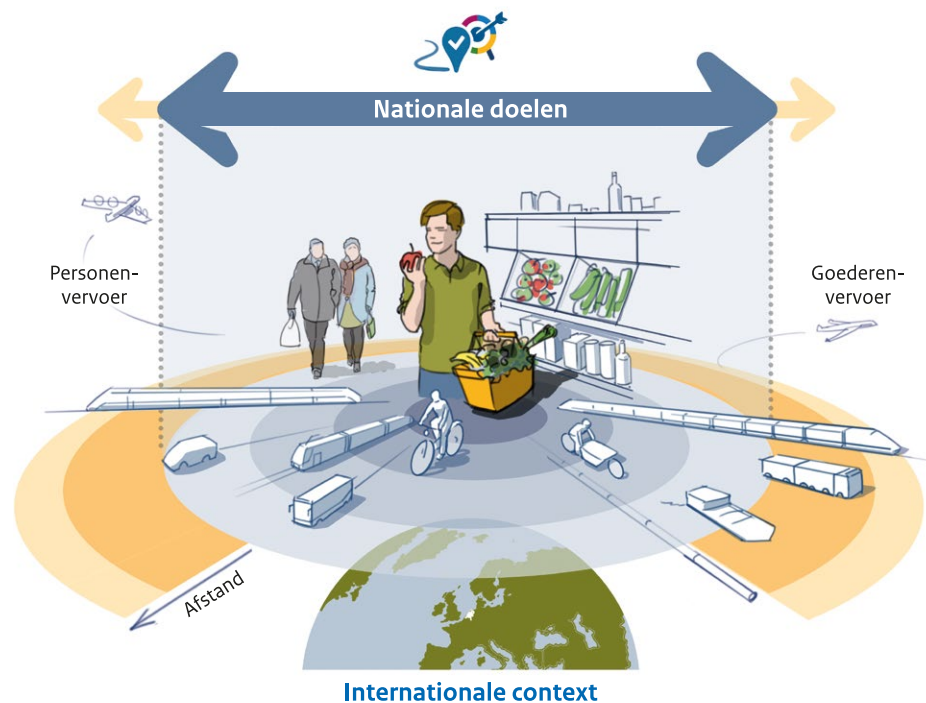 Nationale doelen
Personen-
vervoer
Goederen-
vervoer
Afstand
Internationale context